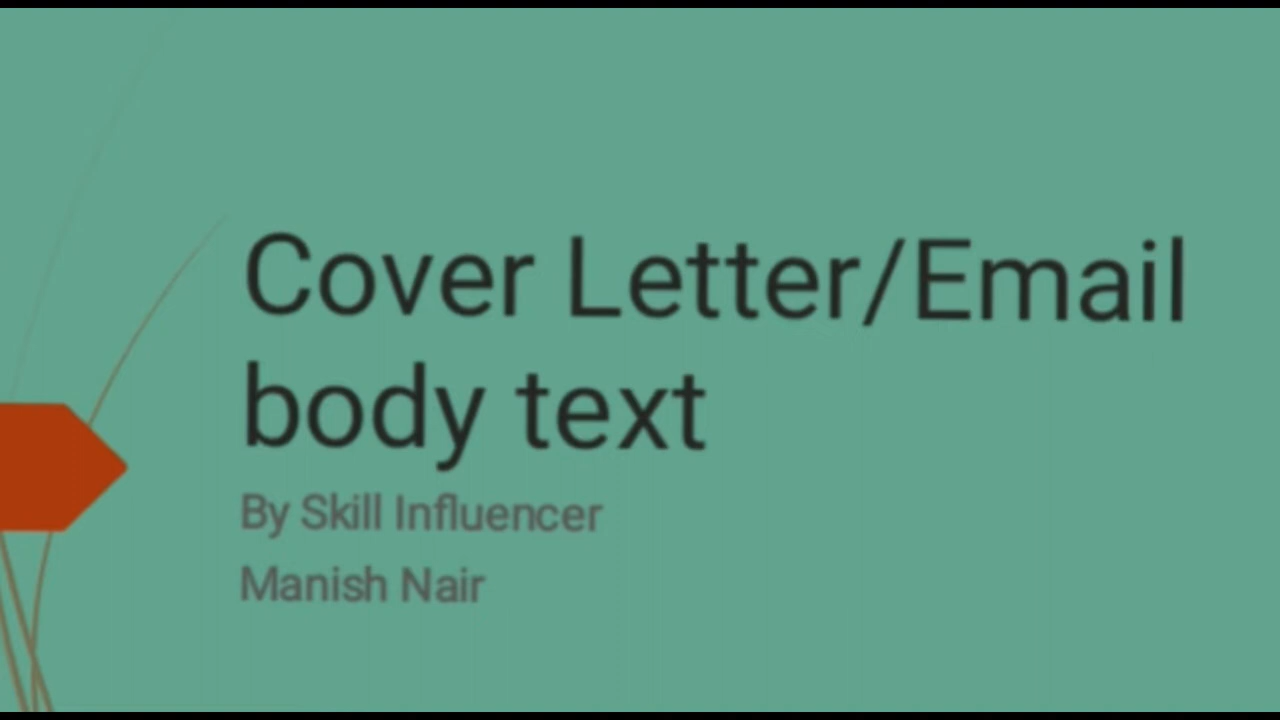 Cover Letter/Email
body text
By Skill Influencer
Manish Nair